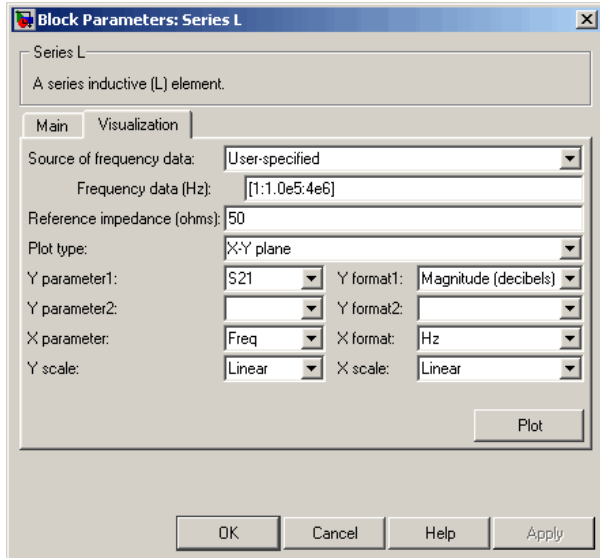 Block Parameters: Series L
Series L
A series inductive (L) element.
Main Visualization
Source of frequency data: User-specified
Frequency data (Hz): [1:1.0e5:4e6]
Reference impedance (ohms): 50
Plot type: X-Y plane
Y parameter1: S21 Y format1: Magnitude (decibels)
Y parameter2: Y format2:
X parameter: Freq X format: Hz
Y scale: Linear X scale: Linear
Plot
OK Cancel Help Apply